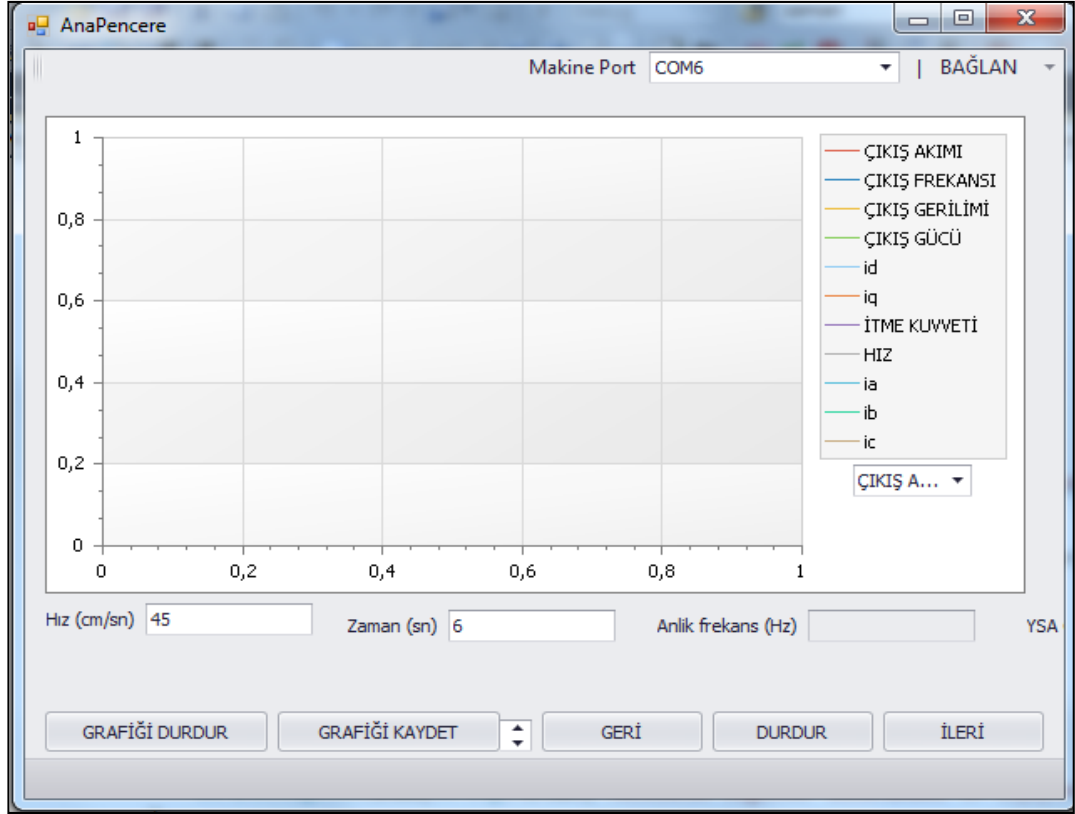 AnaPencere
Makine Port COM6 | BAĞLAN
1
0,8
0,6
0,4
0,2
0
0 0,2 0,4 0,6 0,8 1
ÇIKIŞ AKIMI
ÇIKIŞ FREKANSI
ÇIKIŞ GERİLİMİ
ÇIKIŞ GÜCÜ
id
iq
İTME KUVVETİ
HIZ
ia
ib
ic
ÇIKIŞ A...
Hız (cm/sn) 45 Zaman (sn) 6 Anlik frekans (Hz) YSA
GRAFİĞİ DURDUR GRAFİĞİ KAYDET GERİ DURDUR İLERİ